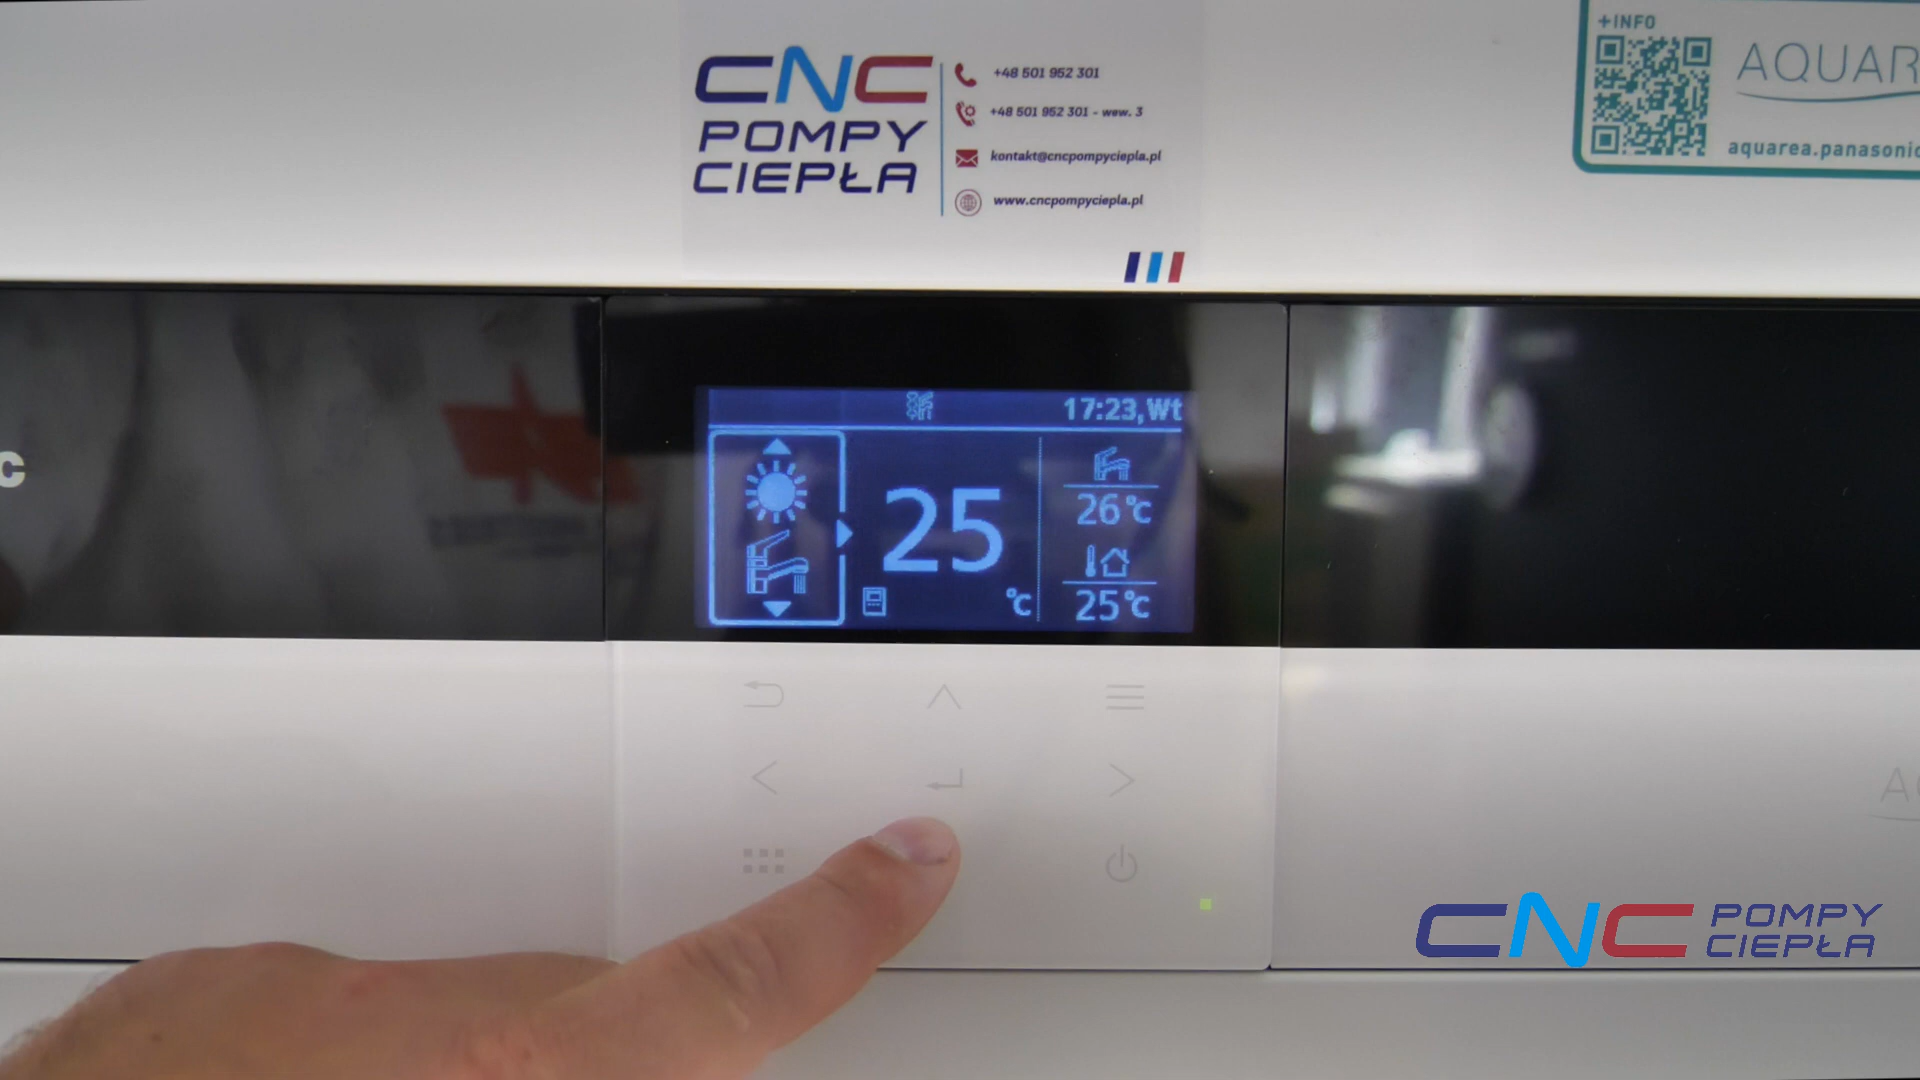 CNC
POMPY
CIEPŁA
+48 501 952 301
+48 501 952 301 - wew. 3
kontakt@cncpompyciepla.pl
www.cncpompyciepla.pl
+INFO
AQUAR
aquarea.panasonic
c
17:23,Wt
25
°C
26°C
25°C
A
CNC POMPY
CIEPŁA